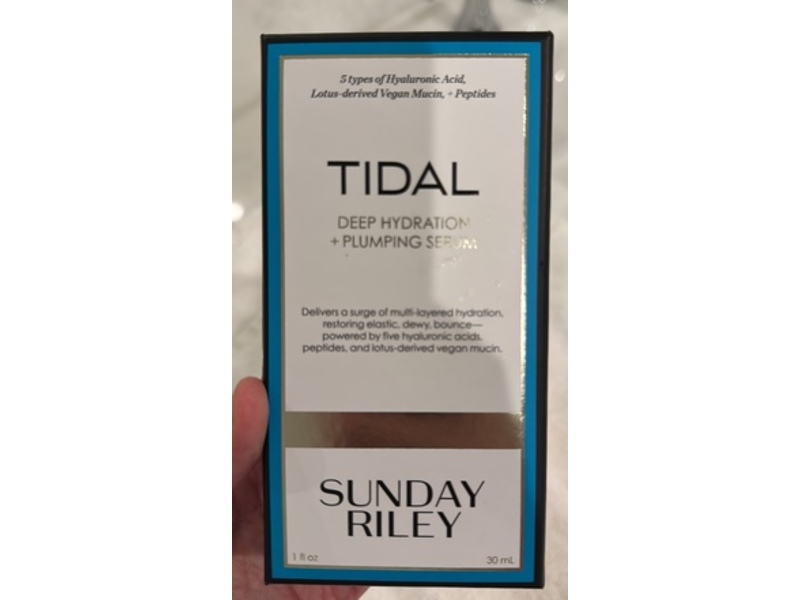 5 types of Hyaluronic Acid,
Lotus-derived Vegan Mucin, + Peptides
TIDAL
DEEP HYDRATION
+ PLUMPING SERUM
Delivers a surge of multi-layered hydration,
restoring elastic, dewy, bounce—
powered by five hyaluronic acids,
peptides, and lotus-derived vegan mucin.
SUNDAY
RILEY
1 fl oz
30 mL